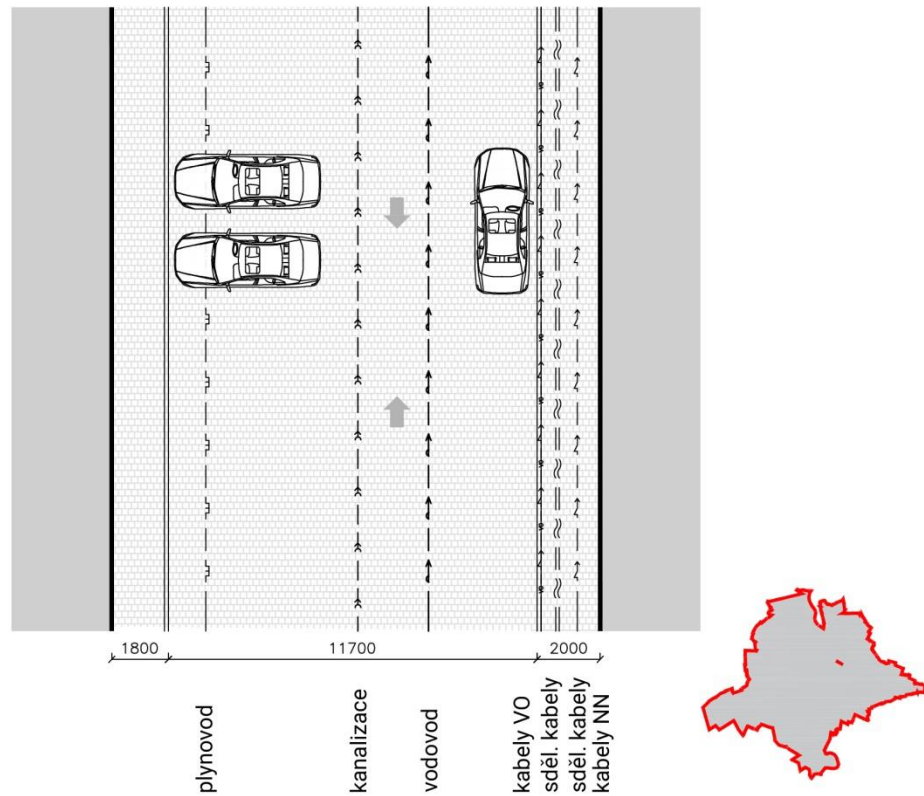 1800 11700 2000
plynovod
kanalizace
vodovod
kabely VO
sděl. kabely
sděl. kabely
kabely NN